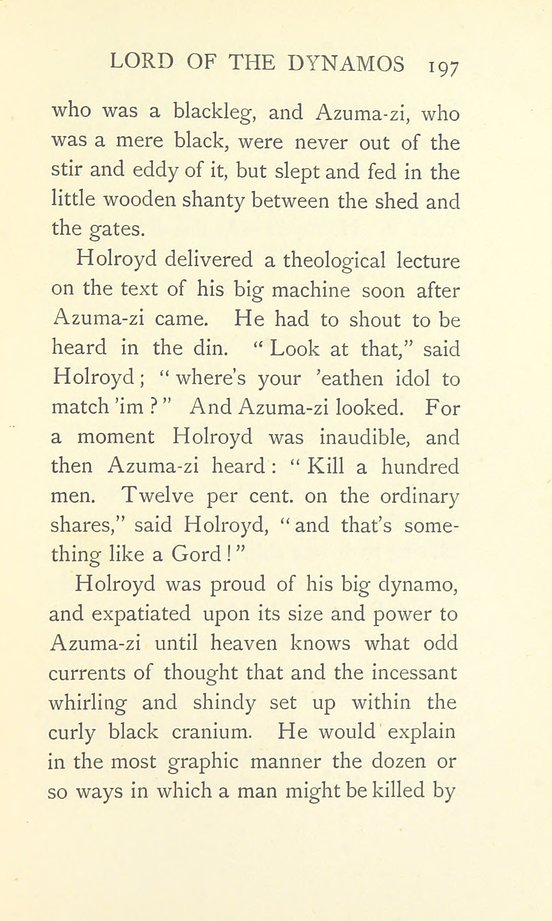 LORD OF THE DYNAMOS 197
who was a blackleg, and Azuma-zi, who
was a mere black, were never out of the
stir and eddy of it, but slept and fed in the
little wooden shanty between the shed and
the gates.
Holroyd delivered a theological lecture
on the text of his big machine soon after
Azuma-zi came. He had to shout to be
heard in the din. “ Look at that,” said
Holroyd ; “ where’s your ’eathen idol to
match ’im ? ” And Azuma-zi looked. For
a moment Holroyd was inaudible, and
then Azuma-zi heard : “ Kill a hundred
men. Twelve per cent. on the ordinary
shares,” said Holroyd, “ and that’s some-
thing like a Gord ! ”
Holroyd was proud of his big dynamo,
and expatiated upon its size and power to
Azuma-zi until heaven knows what odd
currents of thought that and the incessant
whirling and shindy set up within the
curly black cranium. He would explain
in the most graphic manner the dozen or
so ways in which a man might be killed by